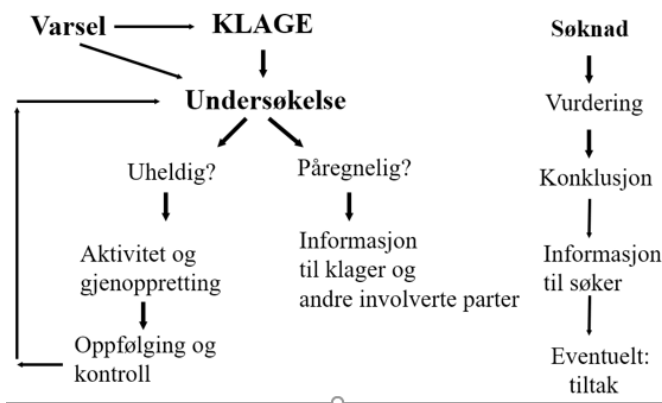 Varsel
KLAGE
Undersøkelse
Uheldig?
Påregnelig?
Aktivitet og
gjenoppretting
Informasjon
til klager og
andre involverte parter
Oppfølging og
kontroll
Søknad
Vurdering
Konklusjon
Informasjon
til søker
Eventuelt:
tiltak